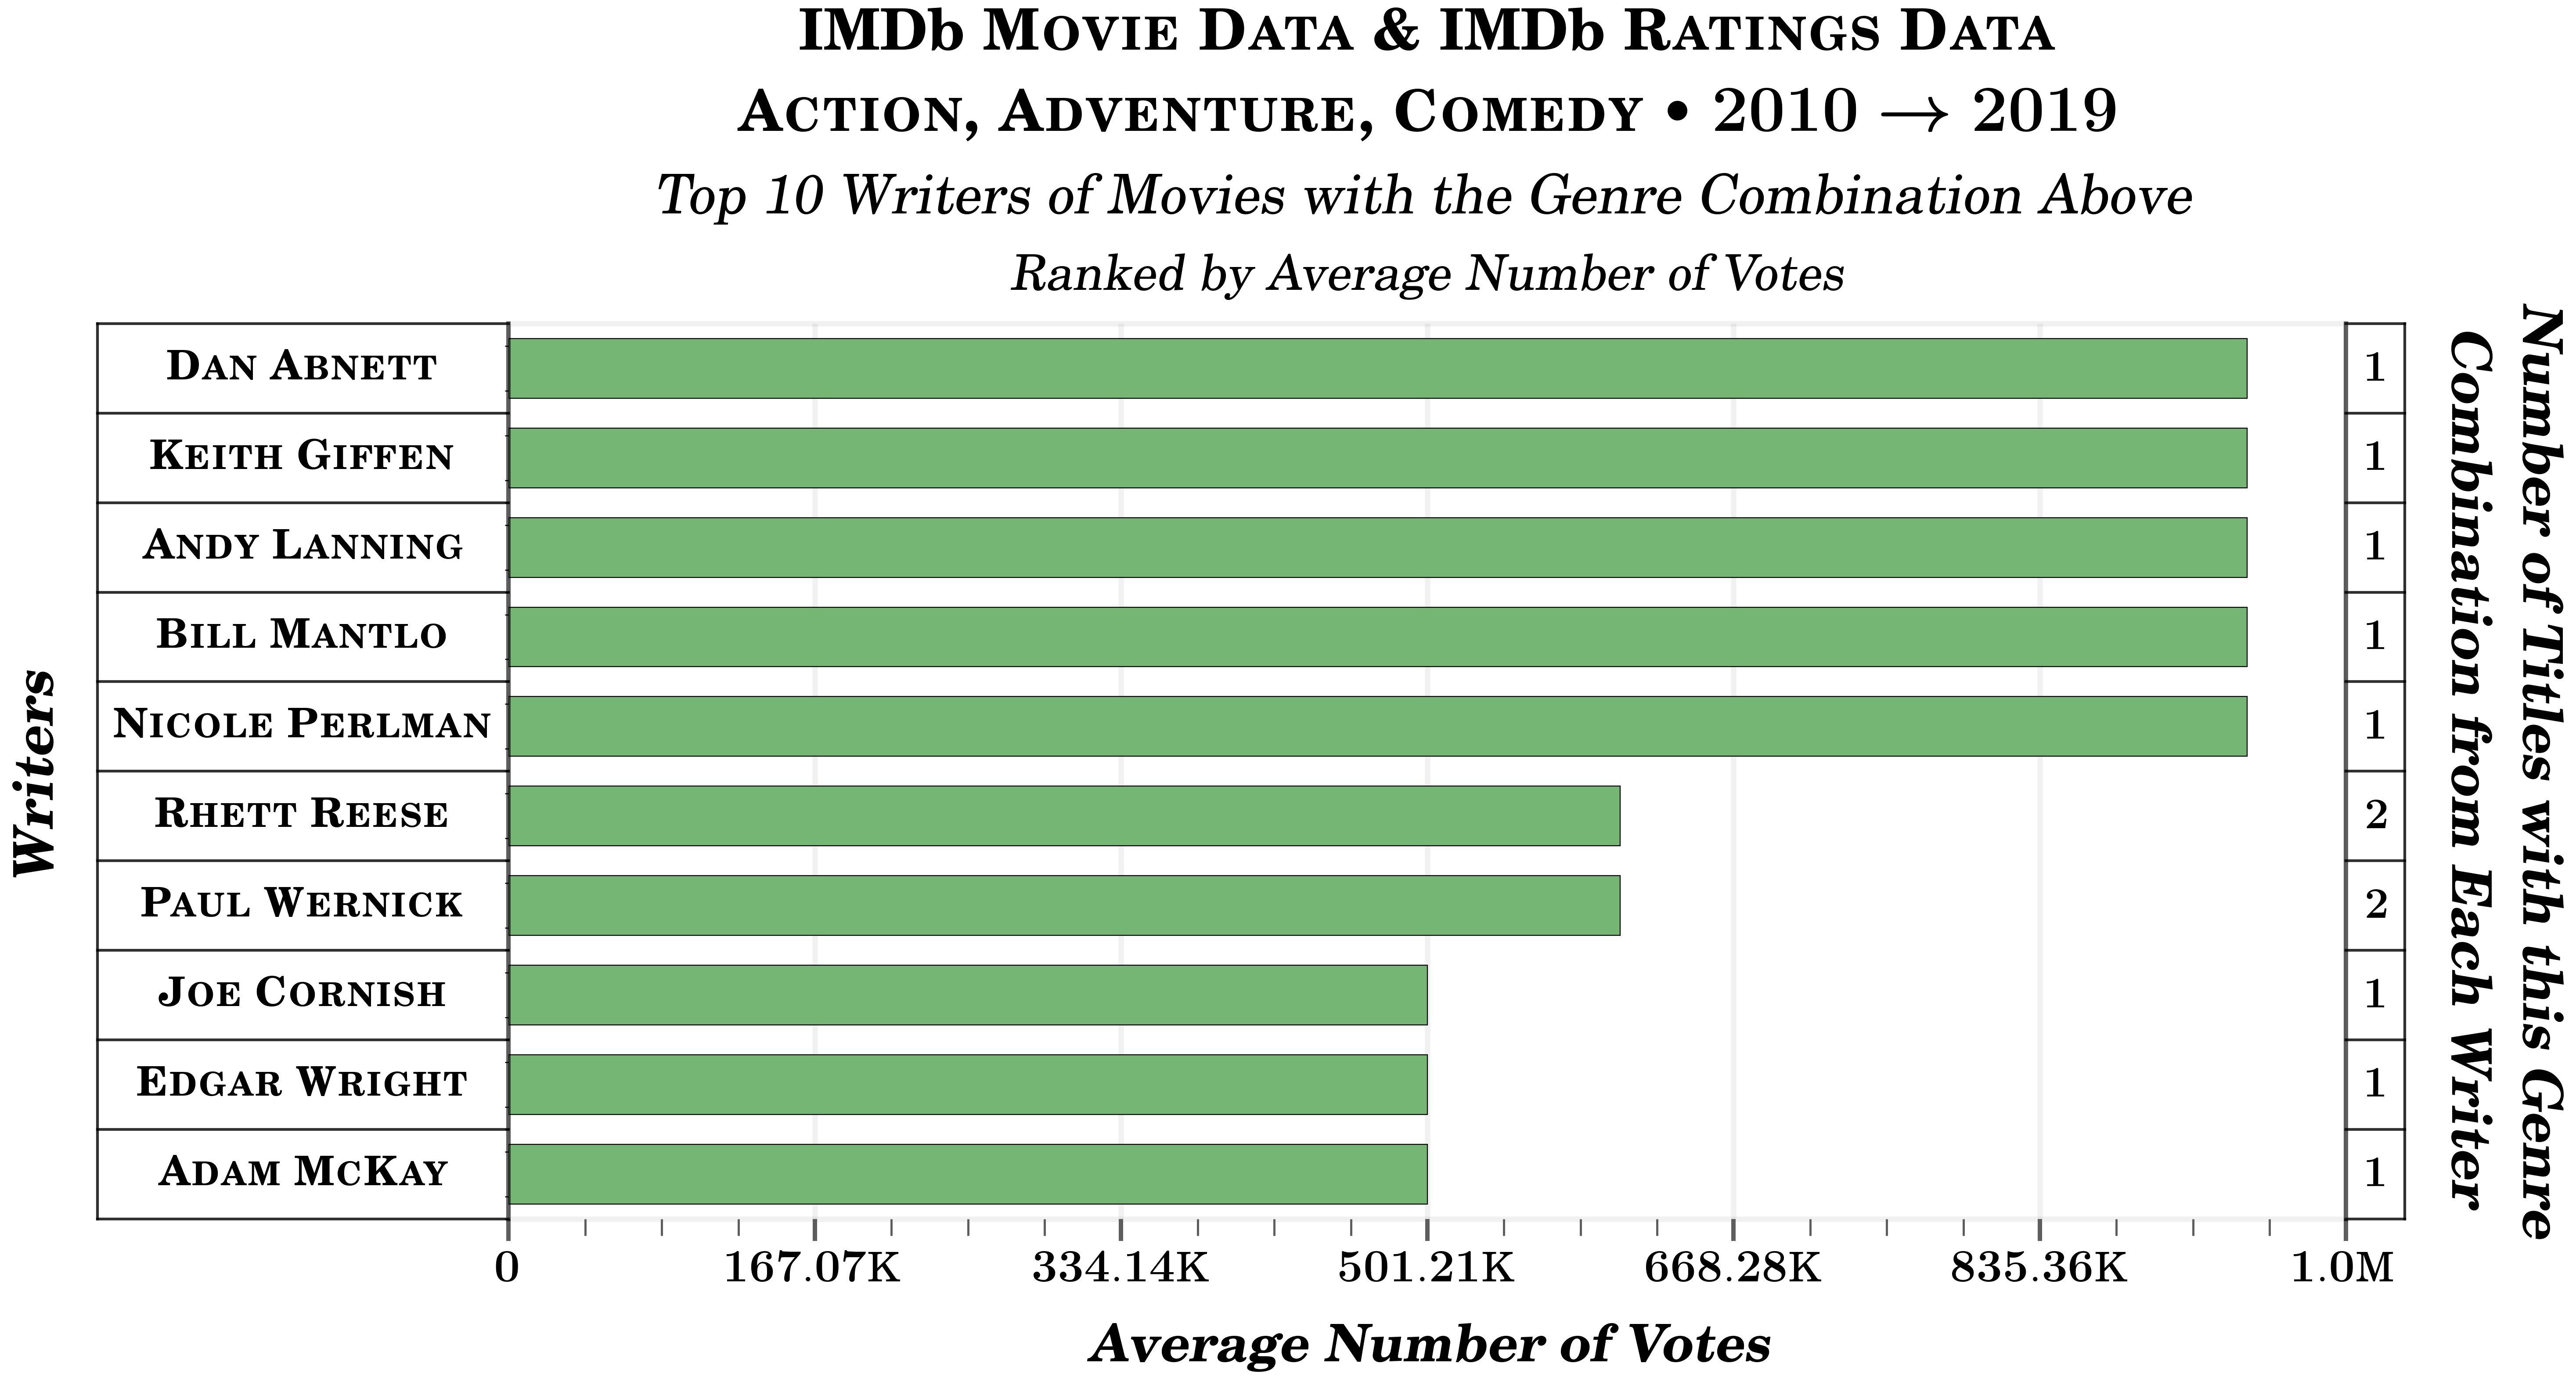 IMDb Movie Data & IMDb Ratings Data
Action, Adventure, Comedy • 2010 → 2019
Top 10 Writers of Movies with the Genre Combination Above
Ranked by Average Number of Votes
Writers
Dan Abnett 1
Keith Giffen 1
Andy Lanning 1
Bill Mantlo 1
Nicole Perlman 1
Rhett Reese 2
Paul Wernick 2
Joe Cornish 1
Edgar Wright 1
Adam McKay 1
0 167.07K 334.14K 501.21K 668.28K 835.36K 1.0M
Average Number of Votes
Number of Titles with this Genre
Combination from Each Writer